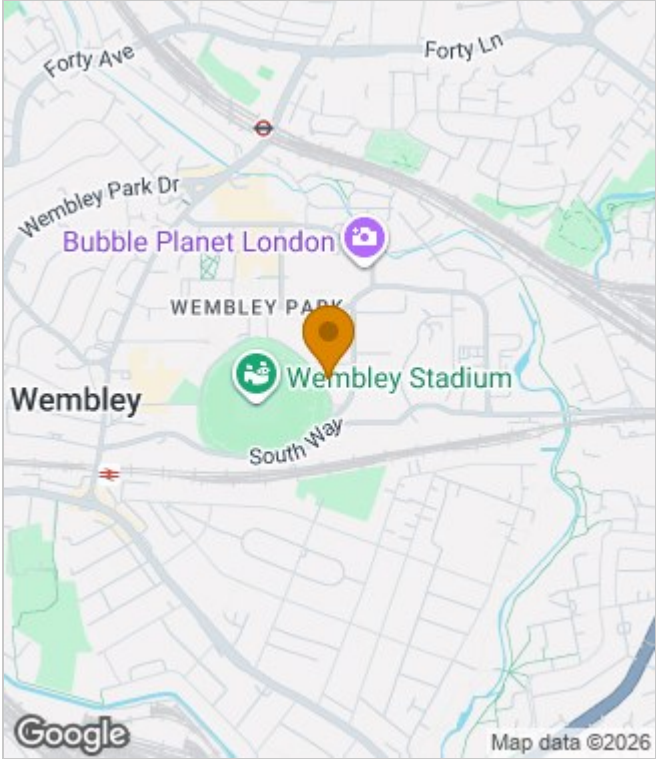 Forty Ave
Forty Ln
Wembley Park Dr
Bubble Planet London
WEMBLEY PARK
Wembley Stadium
Wembley
South Way
Google
Map data ©2026